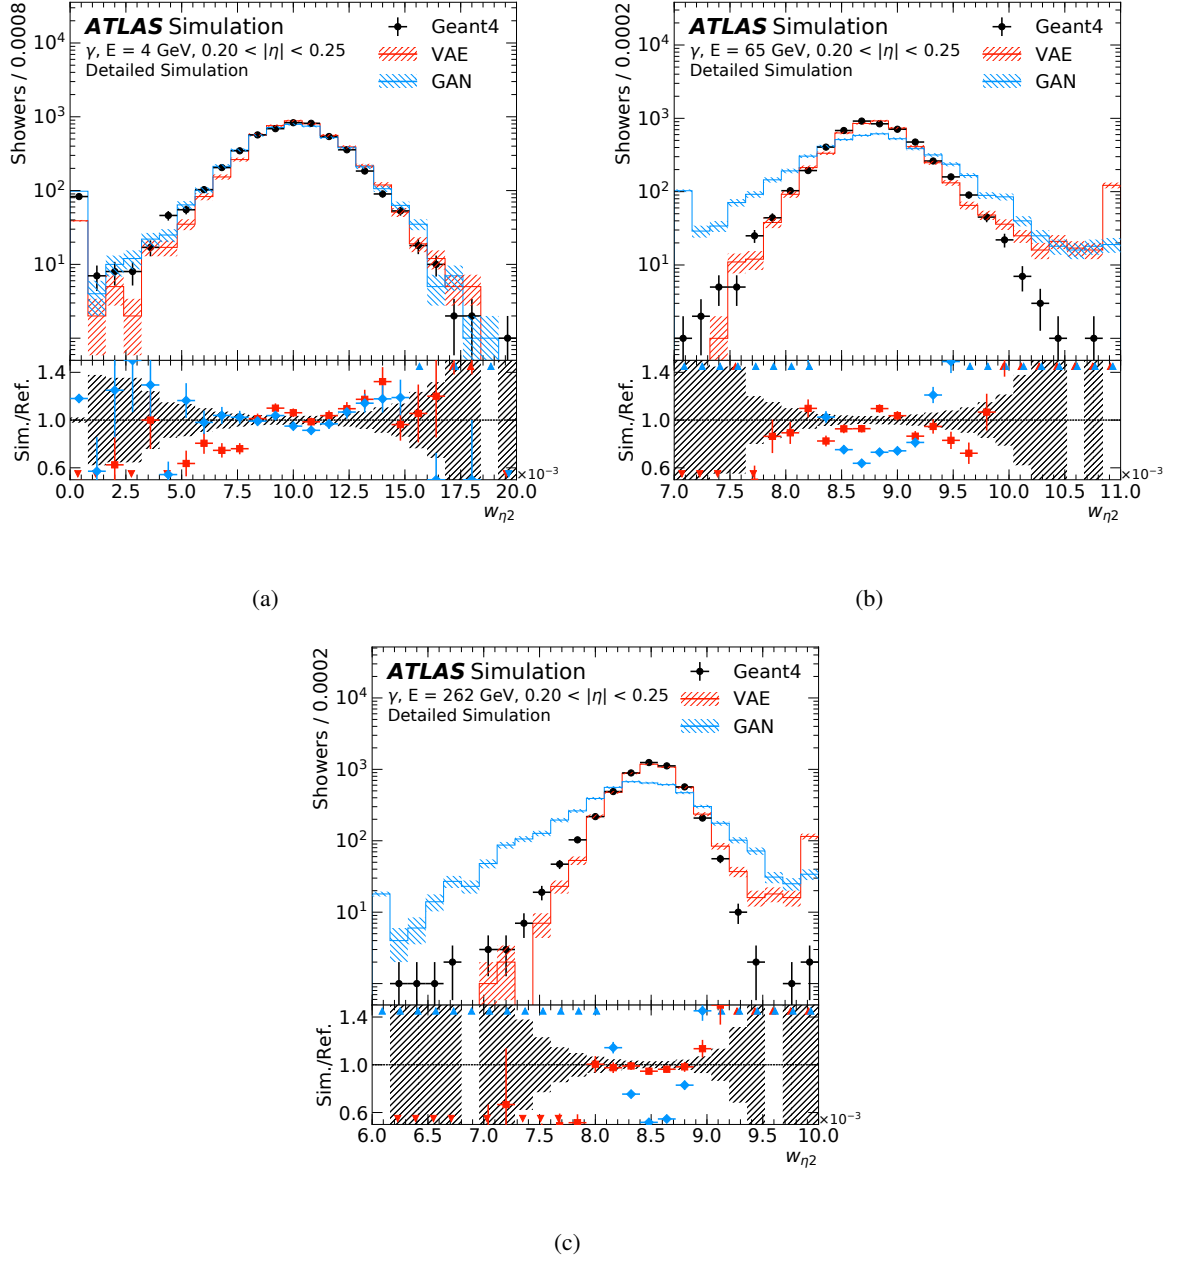 ATLAS Simulation
γ, E = 4 GeV, 0.20 < |η| < 0.25
Detailed Simulation
Geant4
VAE
GAN
Showers / 0.0008
10⁴
10³
10²
10¹
Sim./Ref.
1.4
1.0
0.6
0.0 2.5 5.0 7.5 10.0 12.5 15.0 17.5 20.0
×10⁻³
wη2
(a)
ATLAS Simulation
γ, E = 65 GeV, 0.20 < |η| < 0.25
Detailed Simulation
Geant4
VAE
GAN
Showers / 0.0002
10⁴
10³
10²
10¹
Sim./Ref.
1.4
1.0
0.6
7.0 7.5 8.0 8.5 9.0 9.5 10.0 10.5 11.0
×10⁻³
wη2
(b)
ATLAS Simulation
γ, E = 262 GeV, 0.20 < |η| < 0.25
Detailed Simulation
Geant4
VAE
GAN
Showers / 0.0002
10⁴
10³
10²
10¹
Sim./Ref.
1.4
1.0
0.6
6.0 6.5 7.0 7.5 8.0 8.5 9.0 9.5 10.0
×10⁻³
wη2
(c)